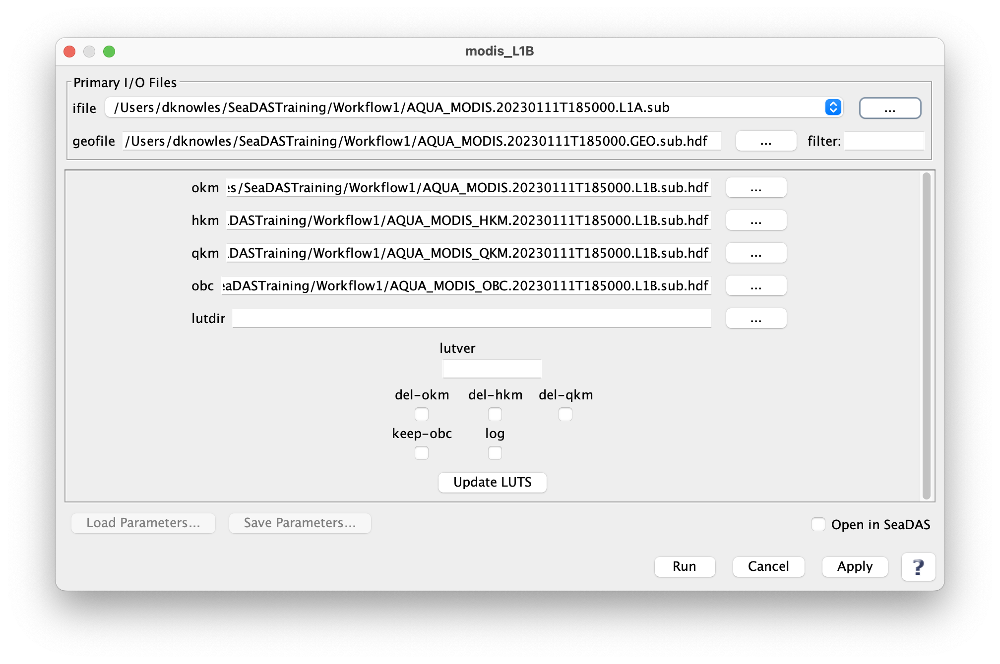 modis_L1B
Primary I/O Files
ifile /Users/dknowles/SeaDASTraining/Workflow1/AQUA_MODIS.20230111T185000.L1A.sub ...
geofile /Users/dknowles/SeaDASTraining/Workflow1/AQUA_MODIS.20230111T185000.GEO.sub.hdf ... filter:
okm es/SeaDASTraining/Workflow1/AQUA_MODIS.20230111T185000.L1B.sub.hdf ...
hkm DASTraining/Workflow1/AQUA_MODIS_HKM.20230111T185000.L1B.sub.hdf ...
qkm DASTraining/Workflow1/AQUA_MODIS_QKM.20230111T185000.L1B.sub.hdf ...
obc eaDASTraining/Workflow1/AQUA_MODIS_OBC.20230111T185000.L1B.sub.hdf ...
lutdir ...
lutver
del-okm del-hkm del-qkm
keep-obc log
Update LUTS
Load Parameters... Save Parameters... Open in SeaDAS
Run Cancel Apply ?